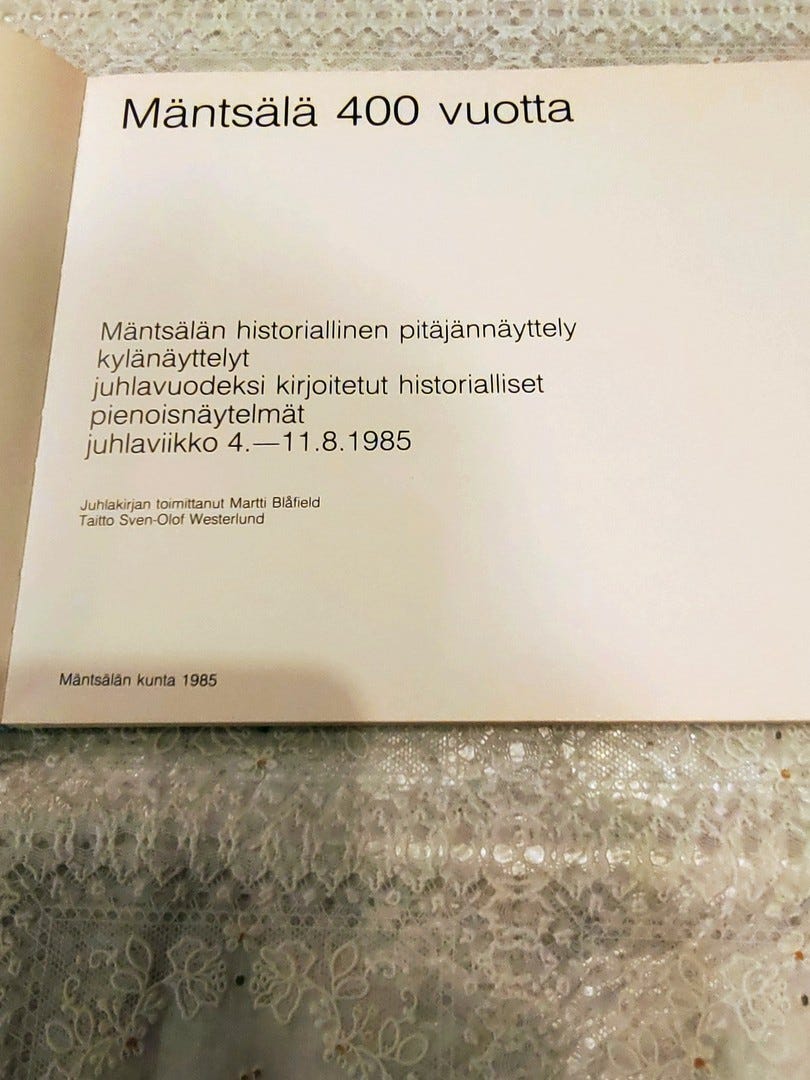 Mäntsälä 400 vuotta
Mäntsälän historiallinen pitäjännäyttely
kylänäyttelyt
juhlavuodeksi kirjoitetut historialliset
pienoisnäytelmät
juhlaviikko 4.—11.8.1985
Juhlakirjan toimittanut Martti Blåfield
Taitto Sven-Olof Westerlund
Mäntsälän kunta 1985